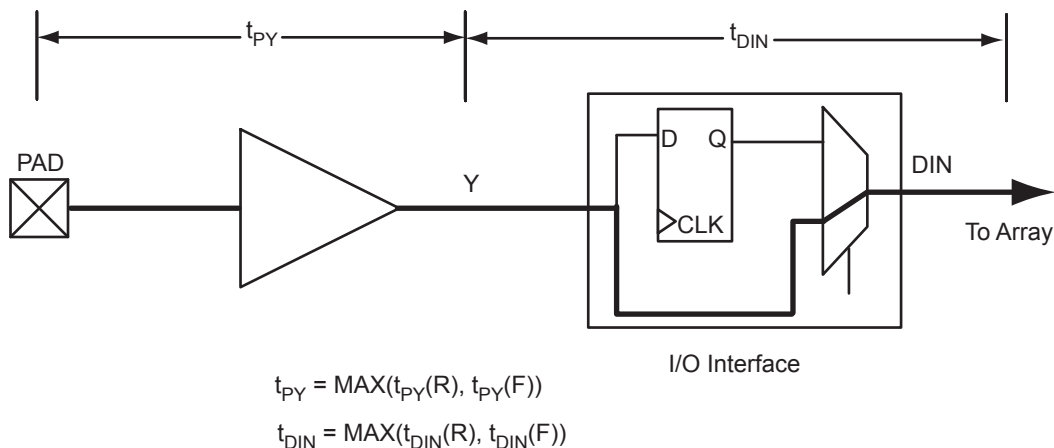 tPY
tDIN
PAD
Y
D
Q
CLK
DIN
To Array
I/O Interface
tPY = MAX(tPY(R), tPY(F))
tDIN = MAX(tDIN(R), tDIN(F))